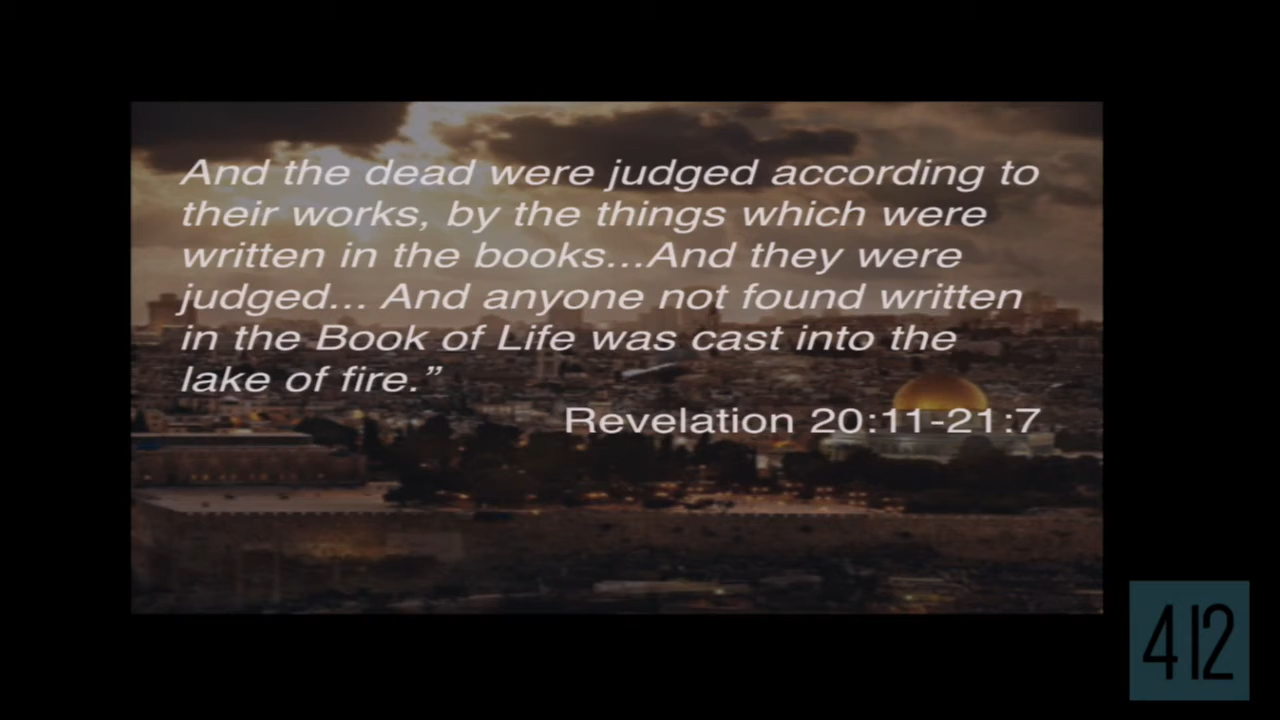 And the dead were judged according to
their works, by the things which were
written in the books...And they were
judged... And anyone not found written
in the Book of Life was cast into the
lake of fire.”
Revelation 20:11-21:7
412